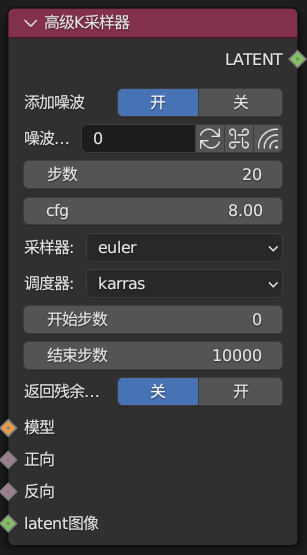 高级K采样器
LATENT
添加噪波 开 关
噪波... 0
步数 20
cfg 8.00
采样器: euler
调度器: karras
开始步数 0
结束步数 10000
返回残余... 关 开
模型
正向
反向
latent图像